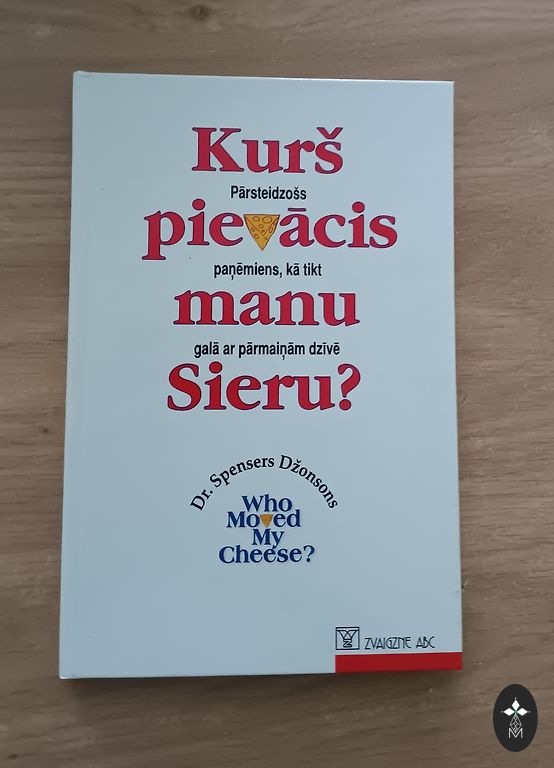 Kurš
Pārsteidzošs
pievācis
paņēmiens, kā tikt
manu
galā ar pārmaiņām dzīvē
Sieru?
Dr. Spensers Džonsons
Who
Moved
My
Cheese?
ZVAIGZNE ABC
M